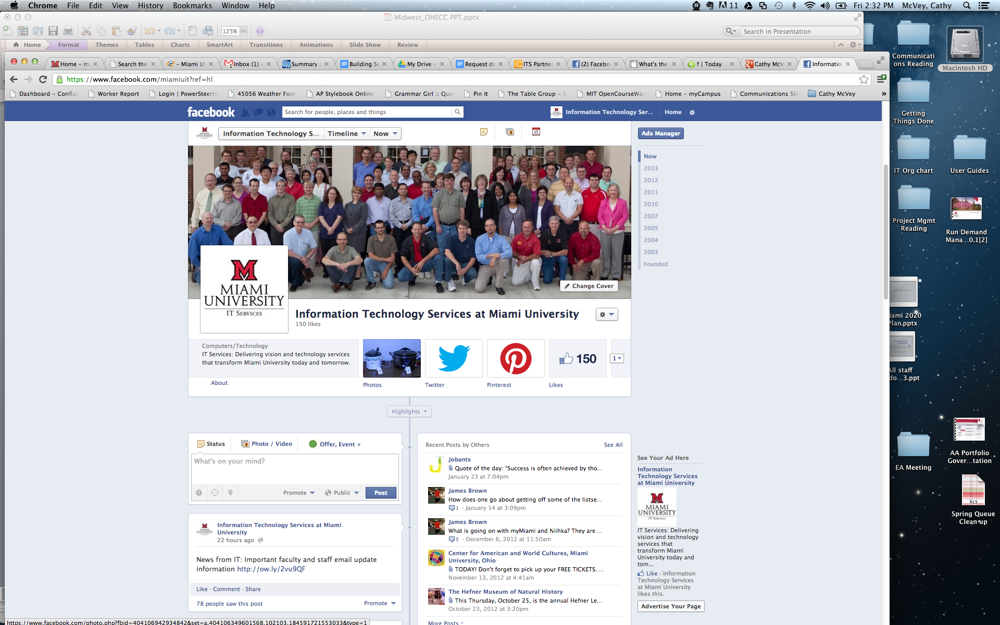 Chrome File Edit View History Bookmarks Window Help 11 Fri 2:32 PM McVey, Cathy
Midwest_OHECC PPT.pptx
125% Search in Presentation
Home Format Themes Tables Charts SmartArt Transitions Animations Slide Show Review
Home - m Search the – Miami Un Inbox (1) – Summary Building Se My Drive – Request do ITS Partner (2) Facebo What's the f | Today Cathy McV Informatio
https://www.facebook.com/miamiuit?ref=hl
Dashboard – Conflue Worker Report Login | PowerSteerin 45056 Weather Fore AP Stylebook Online Grammar Girl :: Quic Pin It The Table Group – S MIT OpenCourseWar Home – myCampus Communications Ski Cathy McVey »
facebook Search for people, places and things Information Technology Ser... Home
MIAMI UNIVERSITY Information Technology S... Timeline Now 15 Ads Manager
Now
2013
2012
2011
2010
2007
2005
2004
2003
Founded
Change Cover
M
MIAMI
UNIVERSITY
IT SERVICES
Information Technology Services at Miami University
150 likes
Computers/Technology
IT Services: Delivering vision and technology services
that transform Miami University today and tomorrow.
About
150
1
Photos Twitter Pinterest Likes
Highlights
Status Photo / Video Offer, Event +
What's on your mind?
Promote Public Post
Information Technology Services at Miami
University
22 hours ago
News from IT: Important faculty and staff email update
information http://ow.ly/2vu9QF
Like · Comment · Share
78 people saw this post Promote
Recent Posts by Others See All
Jobants
Quote of the day: “Success is often achieved by tho...
January 23 at 7:04pm
James Brown
How does one go about getting off some of the listse...
1 · January 14 at 3:09pm
James Brown
What is going on with myMiami and Niihka? They are ...
5 · December 6, 2012 at 11:50am
Center for American and World Cultures, Miami
University, Ohio
TODAY! Don't forget to pick up your FREE TICKETS. ...
November 13, 2012 at 4:41am
The Hefner Museum of Natural History
This Thursday, October 25, is the annual Hefner Le...
October 23, 2012 at 3:20pm
More Posts
See Your Ad Here
Information
Technology Services
at Miami University
M
MIAMI
UNIVERSITY
IT SERVICES
IT Services: Delivering
vision and technology
services that
transform Miami
University today and
tom...
Like · Information
Technology Services
at Miami University
likes this.
Advertise Your Page
https://www.facebook.com/photo.php?fbid=404106942934842&set=a.404106349601568.102103.184591721553033&type=1
Communicati
ons Reading
Macintosh HD
Getting
Things Done
IT Org chart
User Guides
Project Mgmt
Reading
Run Demand
Mana...0.1[2]
iami 2020
Plan.pptx
All staff
do...3.ppt
AA Portfolio
Gover...tation
EA Meeting
XLS
Spring Queue
Clean up